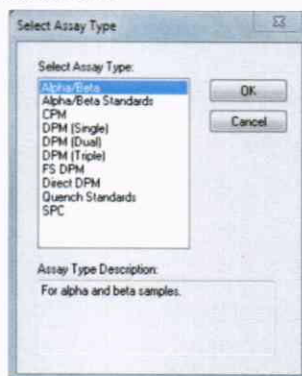 Select Assay Type
Select Assay Type:
Alpha/Beta
Alpha/Beta Standards
CPM
DPM (Single)
DPM (Dual)
DPM (Triple)
FS DPM
Direct DPM
Quench Standards
SPC
OK
Cancel
Assay Type Description:
For alpha and beta samples.